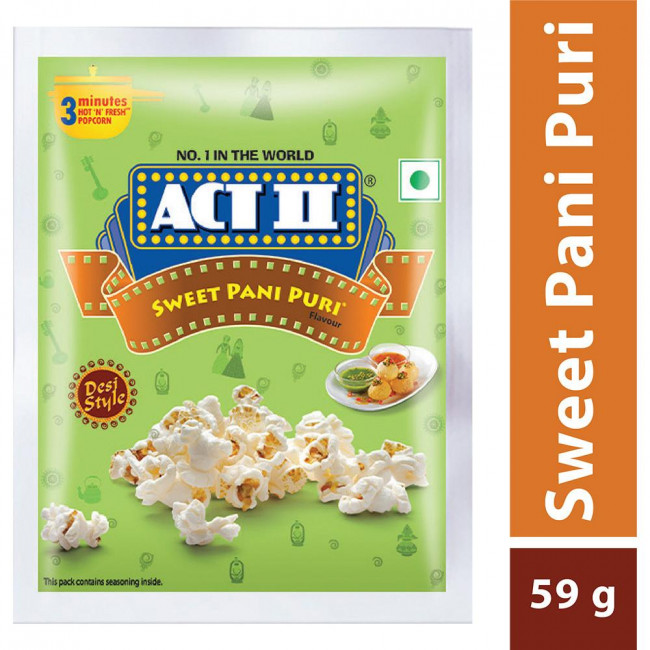 3 minutes
HOT 'N' FRESH™
POPCORN
NO. 1 IN THE WORLD
ACT II®
SWEET PANI PURI*
Flavour
Desi
Style
This pack contains seasoning inside.
Sweet Pani Puri
59 g